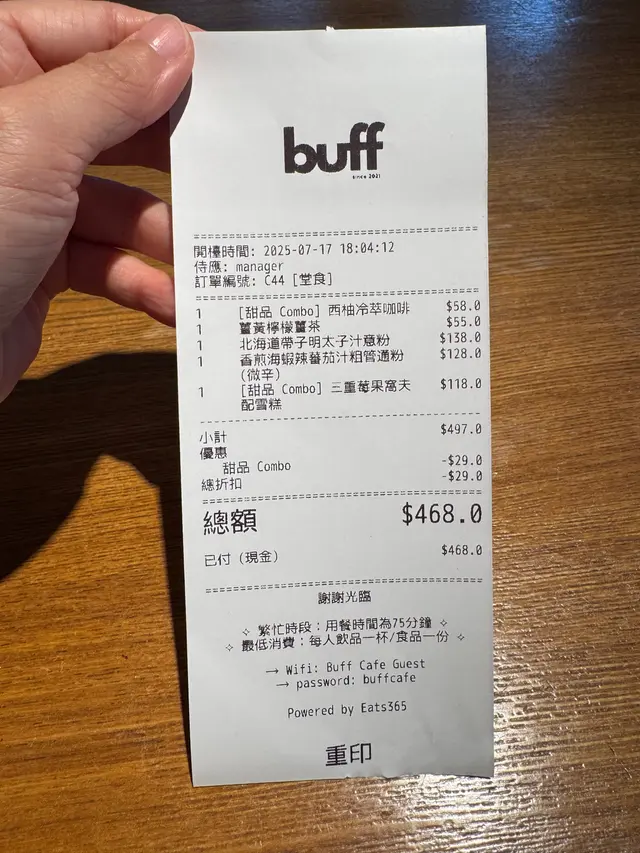 buff
since 2021
開檯時間: 2025-07-17 18:04:12
侍應: manager
訂單編號: C44 [堂食]
1 [甜品 Combo] 西柚冷萃咖啡 $58.0
1 薑黃檸檬薑茶 $55.0
1 北海道帶子明太子汁意粉 $138.0
1 香煎海蝦辣蕃茄汁粗管通粉 $128.0
(微辛)
1 [甜品 Combo] 三重莓果窩夫 $118.0
配雪糕
小計 $497.0
優惠
甜品 Combo -$29.0
總折扣 -$29.0
總額 $468.0
已付 (現金) $468.0
謝謝光臨
✧ 繁忙時段：用餐時間為75分鐘 ✧
✧ 最低消費：每人飲品一杯/食品一份 ✧
→ Wifi: Buff Cafe Guest
→ password: buffcafe
Powered by Eats365
重印